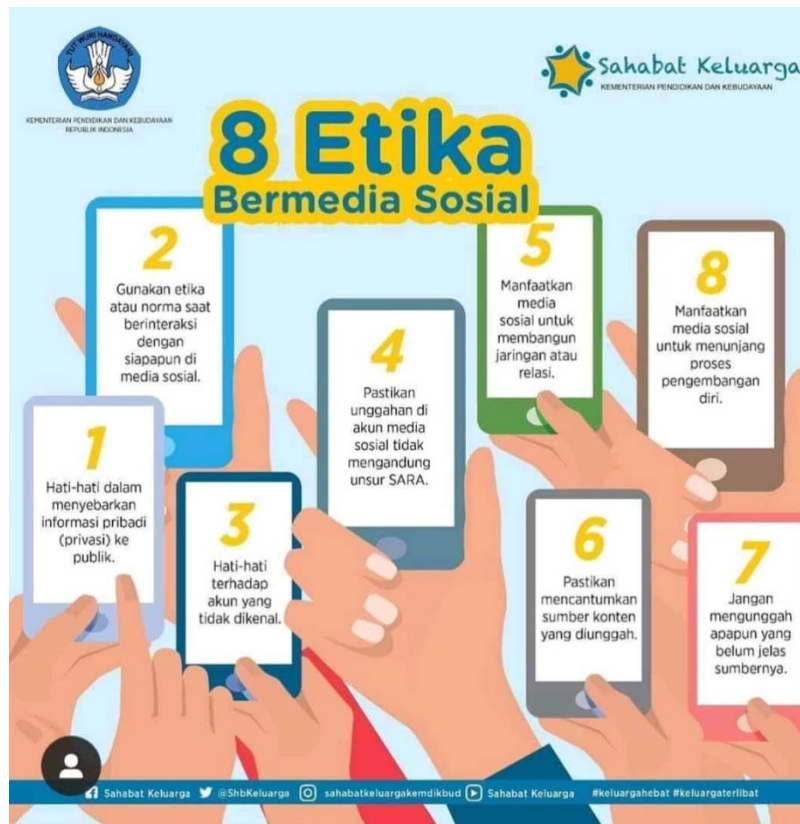 TUT WURI HANDAYANI
KEMENTERIAN PENDIDIKAN DAN KEBUDAYAAN
REPUBLIK INDONESIA
Sahabat Keluarga
KEMENTERIAN PENDIDIKAN DAN KEBUDAYAAN
8 Etika
Bermedia Sosial
1
Hati-hati dalam
menyebarkan
informasi pribadi
(privasi) ke
publik.
2
Gunakan etika
atau norma saat
berinteraksi
dengan
siapapun di
media sosial.
3
Hati-hati
terhadap
akun yang
tidak dikenal.
4
Pastikan
unggahan di
akun media
sosial tidak
mengandung
unsur SARA.
5
Manfaatkan
media
sosial untuk
membangun
jaringan atau
relasi.
6
Pastikan
mencantumkan
sumber konten
yang diunggah.
7
Jangan
mengunggah
apapun yang
belum jelas
sumbernya.
8
Manfaatkan
media sosial
untuk menunjang
proses
pengembangan
diri.
Sahabat Keluarga @ShbKeluarga sahabatkeluargakemdikbud Sahabat Keluarga #keluargahebat #keluargaterlibat